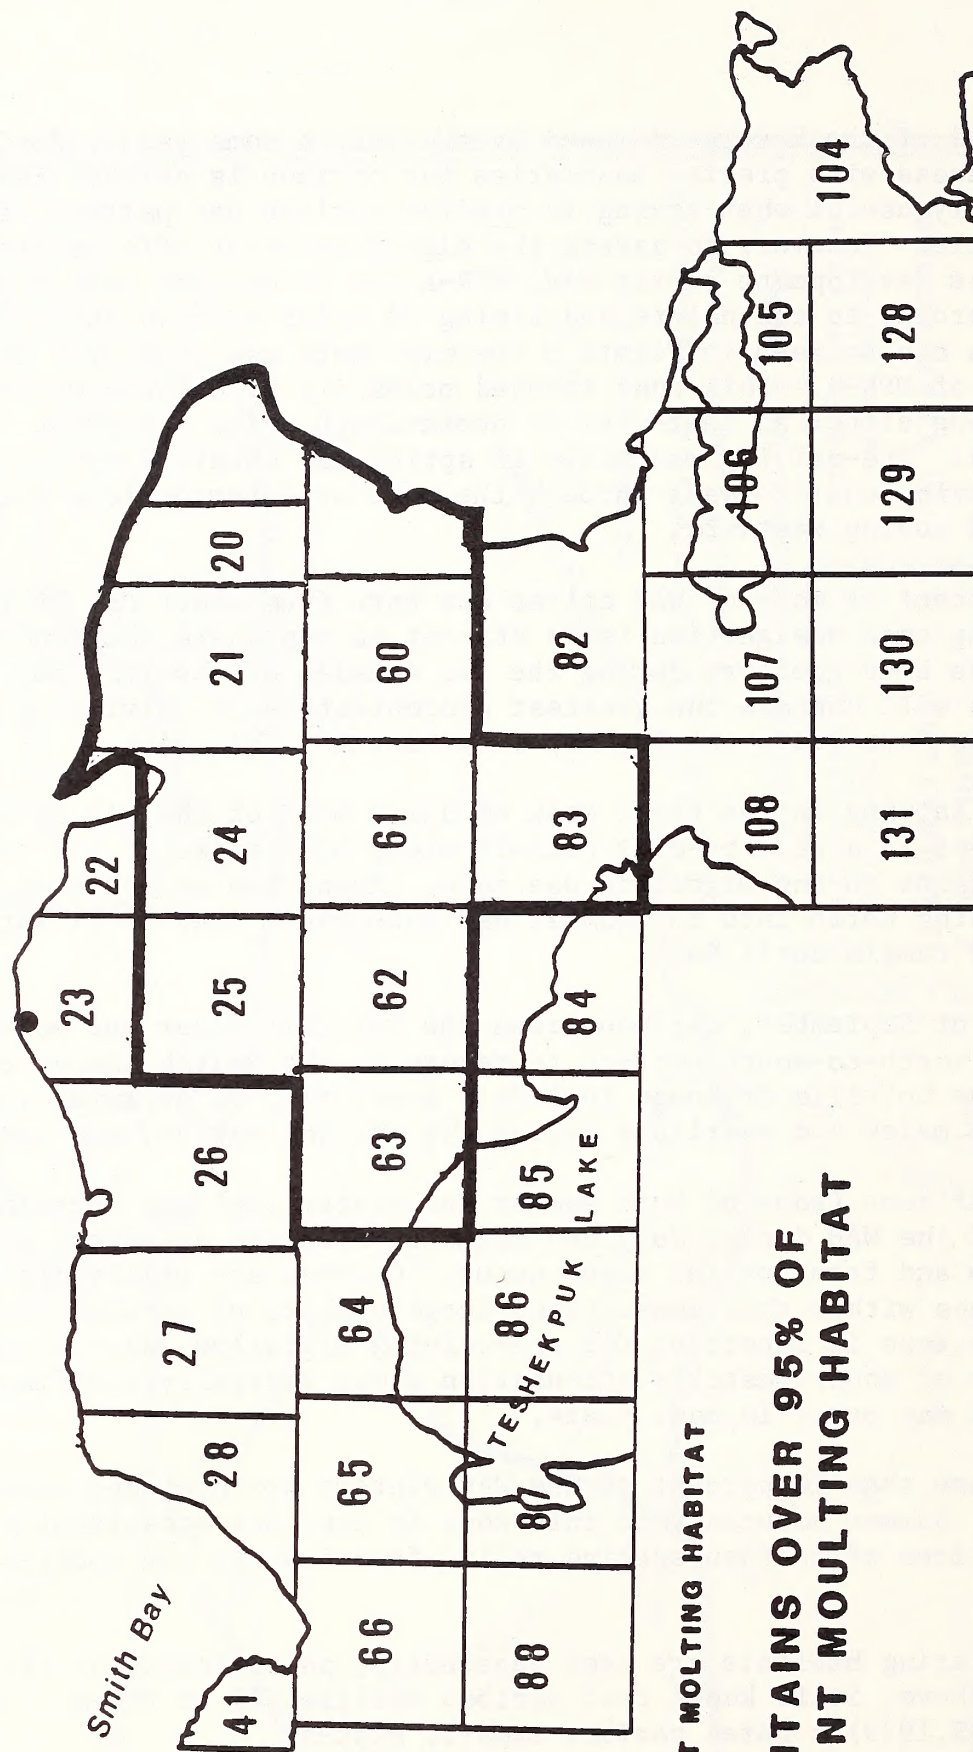 Smith Bay
23 22
41 28 27 26 25 24 21 20
66 65 64 63 62 61 60
88 86 85 84 83 82
TESHEKPUK LAKE
T MOLTING HABITAT
108 107 106 105 104
TAINS OVER 95% OF
NT MOULTING HABITAT
131 130 129 128